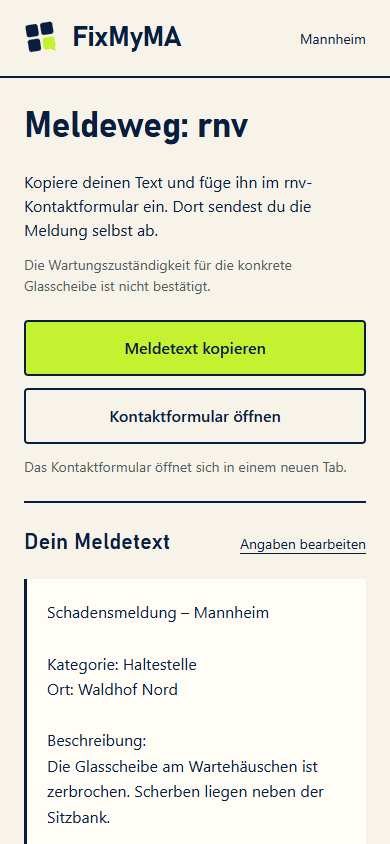 FixMyMA
Mannheim
Meldeweg: rnv
Kopiere deinen Text und füge ihn im rnv-
Kontaktformular ein. Dort sendest du die
Meldung selbst ab.
Die Wartungszuständigkeit für die konkrete
Glasscheibe ist nicht bestätigt.
Meldetext kopieren
Kontaktformular öffnen
Das Kontaktformular öffnet sich in einem neuen Tab.
Dein Meldetext
Angaben bearbeiten
Schadensmeldung – Mannheim
Kategorie: Haltestelle
Ort: Waldhof Nord
Beschreibung:
Die Glasscheibe am Wartehäuschen ist
zerbrochen. Scherben liegen neben der
Sitzbank.